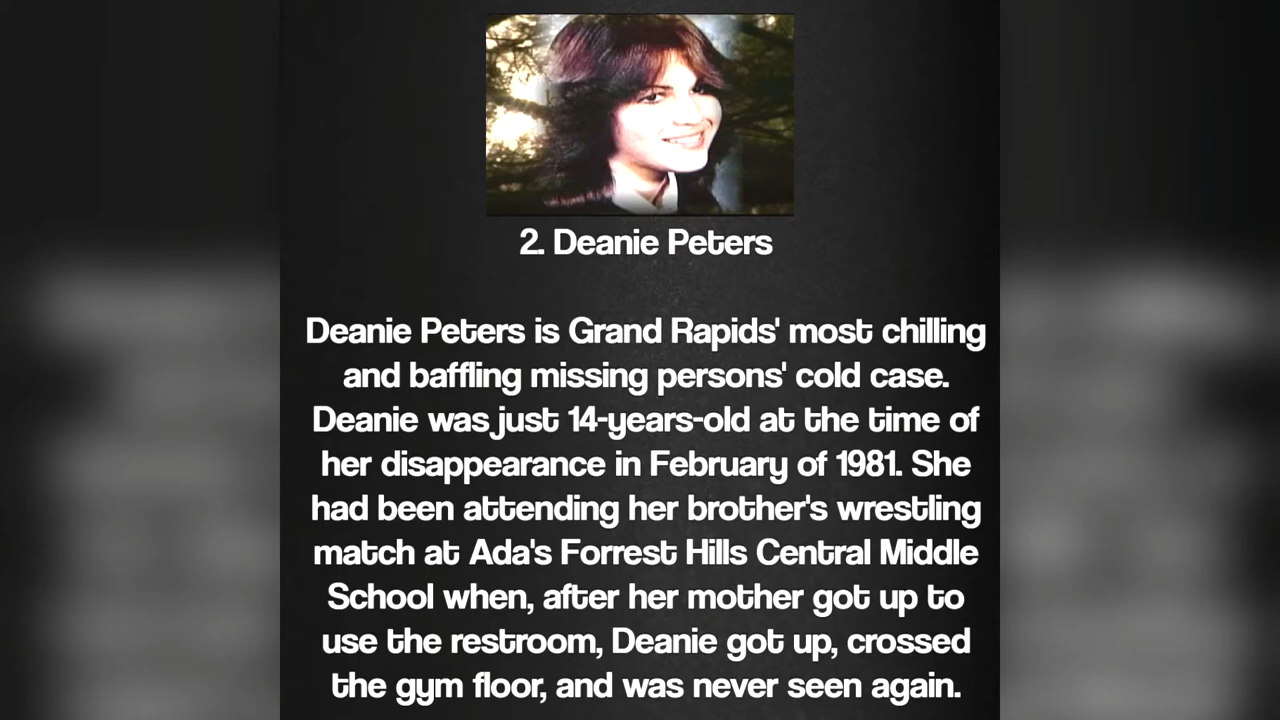 2. Deanie Peters
Deanie Peters is Grand Rapids' most chilling
and baffling missing persons' cold case.
Deanie was just 14-years-old at the time of
her disappearance in February of 1981. She
had been attending her brother's wrestling
match at Ada's Forrest Hills Central Middle
School when, after her mother got up to
use the restroom, Deanie got up, crossed
the gym floor, and was never seen again.